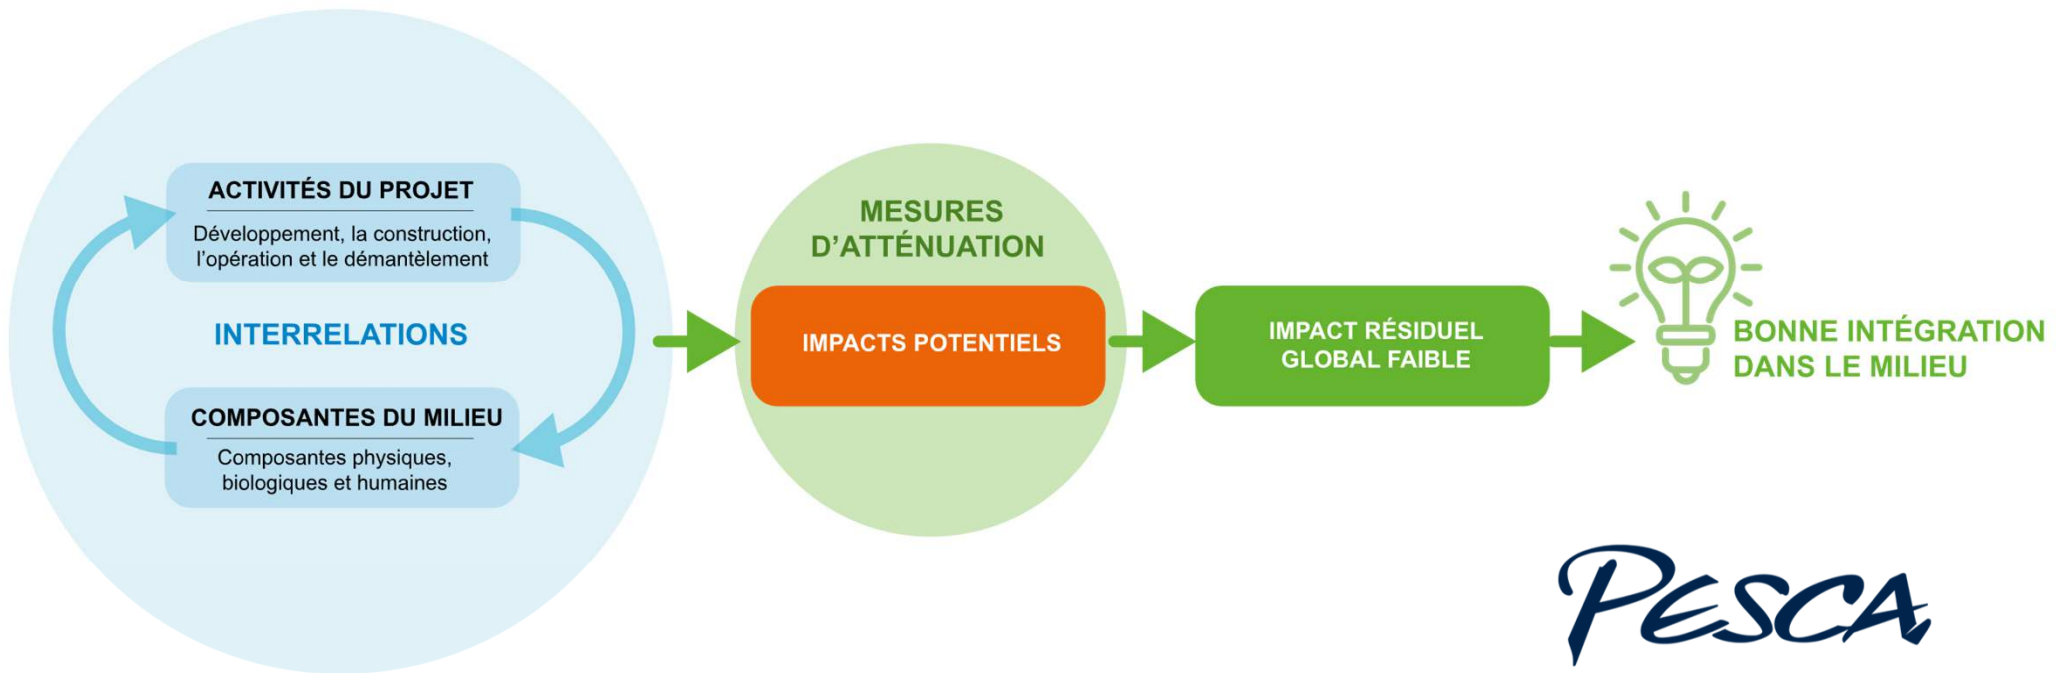 ACTIVITÉS DU PROJET
Développement, la construction,
l'opération et le démantèlement
INTERRELATIONS
COMPOSANTES DU MILIEU
Composantes physiques,
biologiques et humaines
MESURES
D'ATTÉNUATION
IMPACTS POTENTIELS
IMPACT RÉSIDUEL
GLOBAL FAIBLE
BONNE INTÉGRATION
DANS LE MILIEU
PESCA